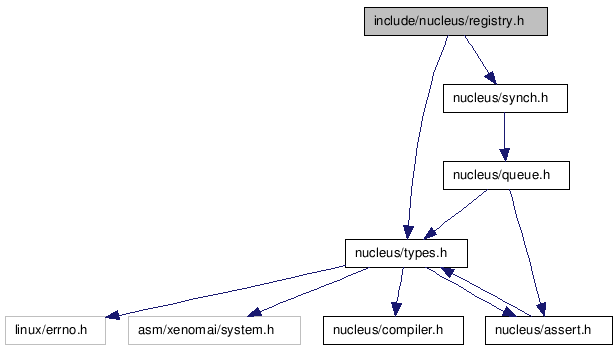 include/nucleus/registry.h
nucleus/synch.h
nucleus/queue.h
nucleus/types.h
linux/errno.h
asm/xenomai/system.h
nucleus/compiler.h
nucleus/assert.h